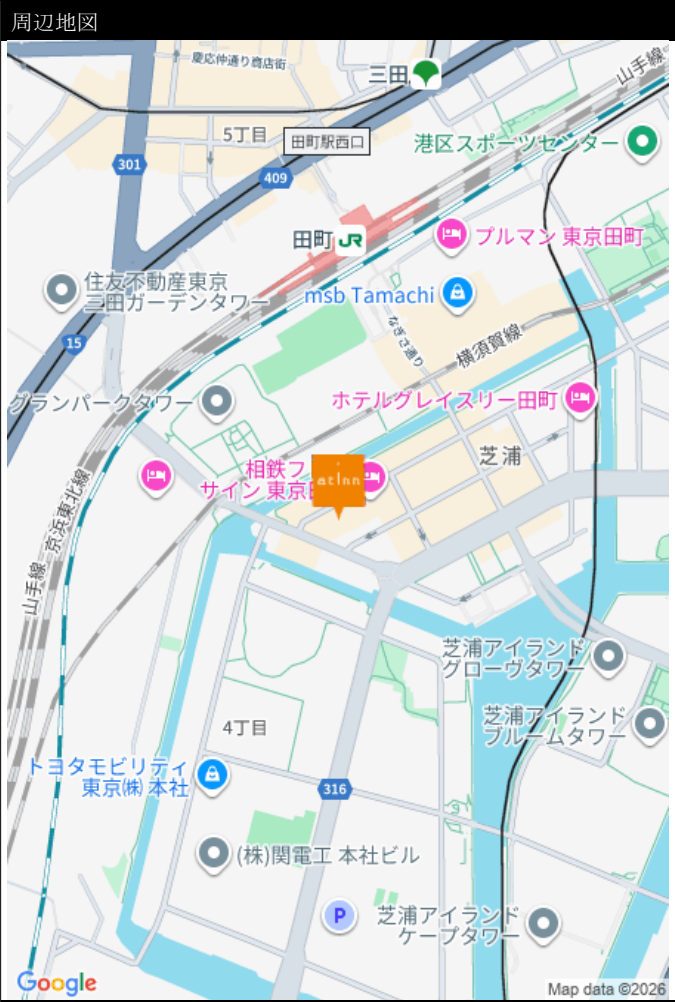 周辺地図
慶応仲通り商店街
三田
山手線
5丁目
田町駅西口
港区スポーツセンター
301
409
田町
JR
プルマン 東京田町
住友不動産東京
三田ガーデンタワー
msb Tamachi
なぎさ通り
15
横須賀線
グランパークタワー
ホテルグレイスリー田町
芝浦
相鉄フ
サイン 東京
at inn
山手線 京浜東北線
芝浦アイランド
グローヴタワー
芝浦アイランド
ブルームタワー
4丁目
トヨタモビリティ
東京㈱ 本社
316
(株)関電工 本社ビル
P
芝浦アイランド
ケープタワー
Google
Map data ©2026